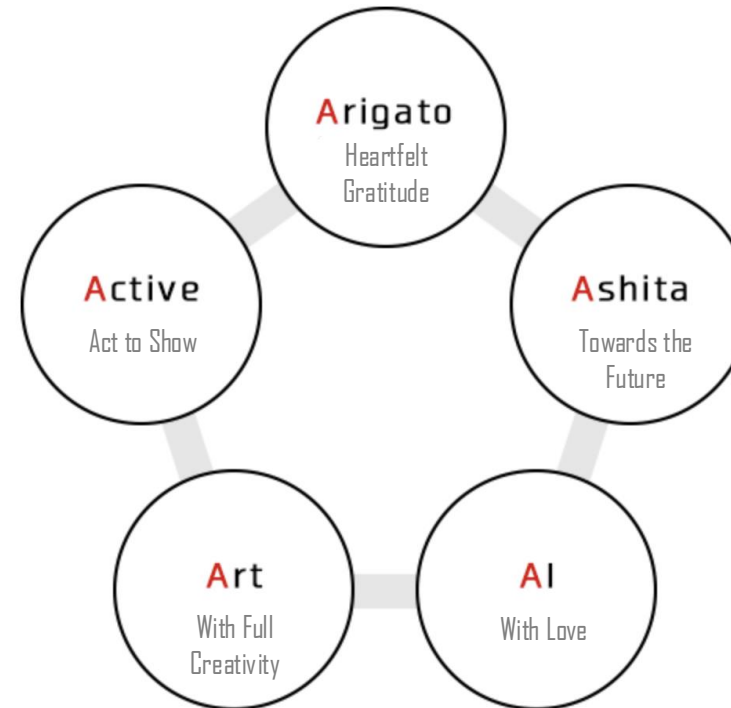 Arigato
Heartfelt
Gratitude
Active
Act to Show
Ashita
Towards the
Future
Art
With Full
Creativity
AI
With Love